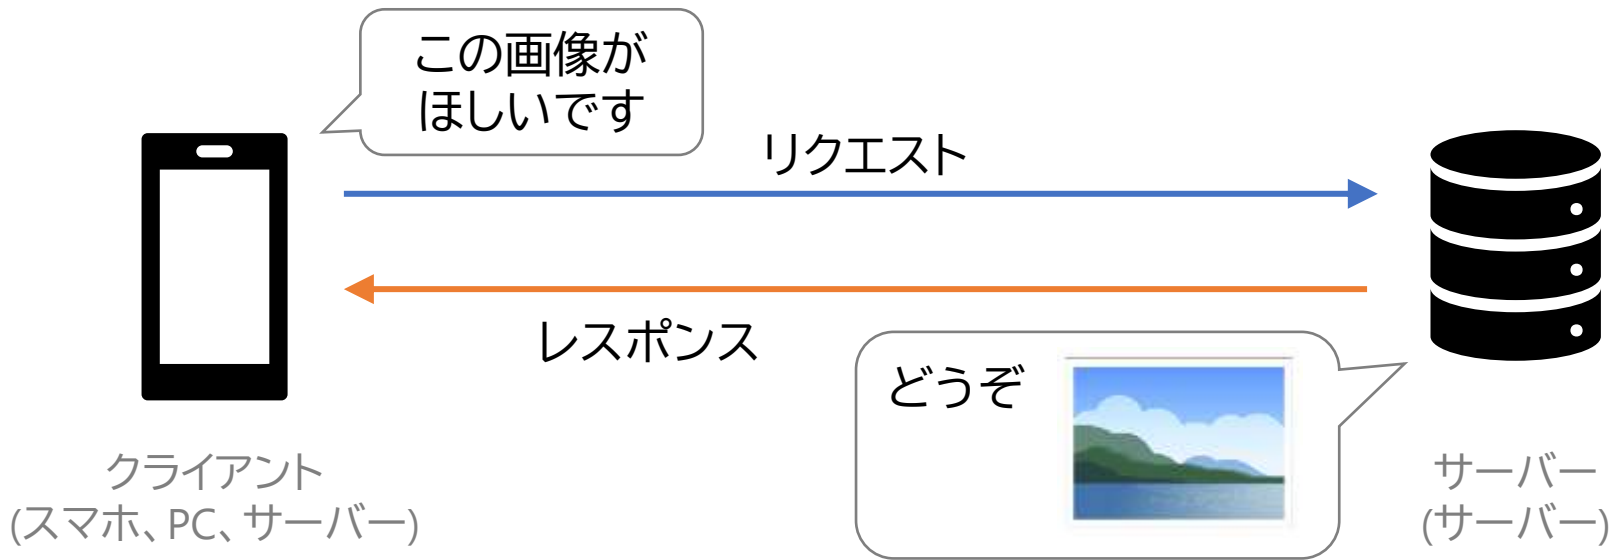 この画像が
ほしいです
リクエスト
レスポンス
どうぞ
クライアント
(スマホ、PC、サーバー)
サーバー
(サーバー)